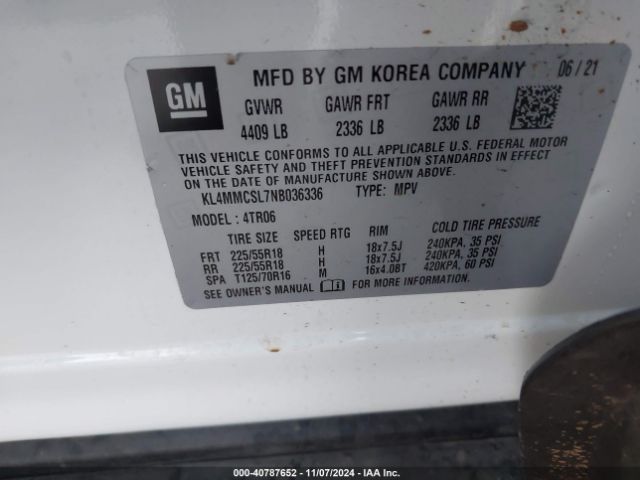 GM
MFD BY GM KOREA COMPANY 06/21
GVWR GAWR FRT GAWR RR
4409 LB 2336 LB 2336 LB
THIS VEHICLE CONFORMS TO ALL APPLICABLE U.S. FEDERAL MOTOR
VEHICLE SAFETY AND THEFT PREVENTION STANDARDS IN EFFECT
ON THE DATE OF MANUFACTURE SHOWN ABOVE.
KL4MMCSL7NB036336 TYPE: MPV
MODEL : 4TR06
TIRE SIZE SPEED RTG RIM COLD TIRE PRESSURE
FRT 225/55R18 H 18x7.5J 240KPA, 35 PSI
RR 225/55R18 H 18x7.5J 240KPA, 35 PSI
SPA T125/70R16 M 16x4.08T 420KPA, 60 PSI
SEE OWNER'S MANUAL FOR MORE INFORMATION.
000-40787652 - 11/07/2024 - IAA Inc.